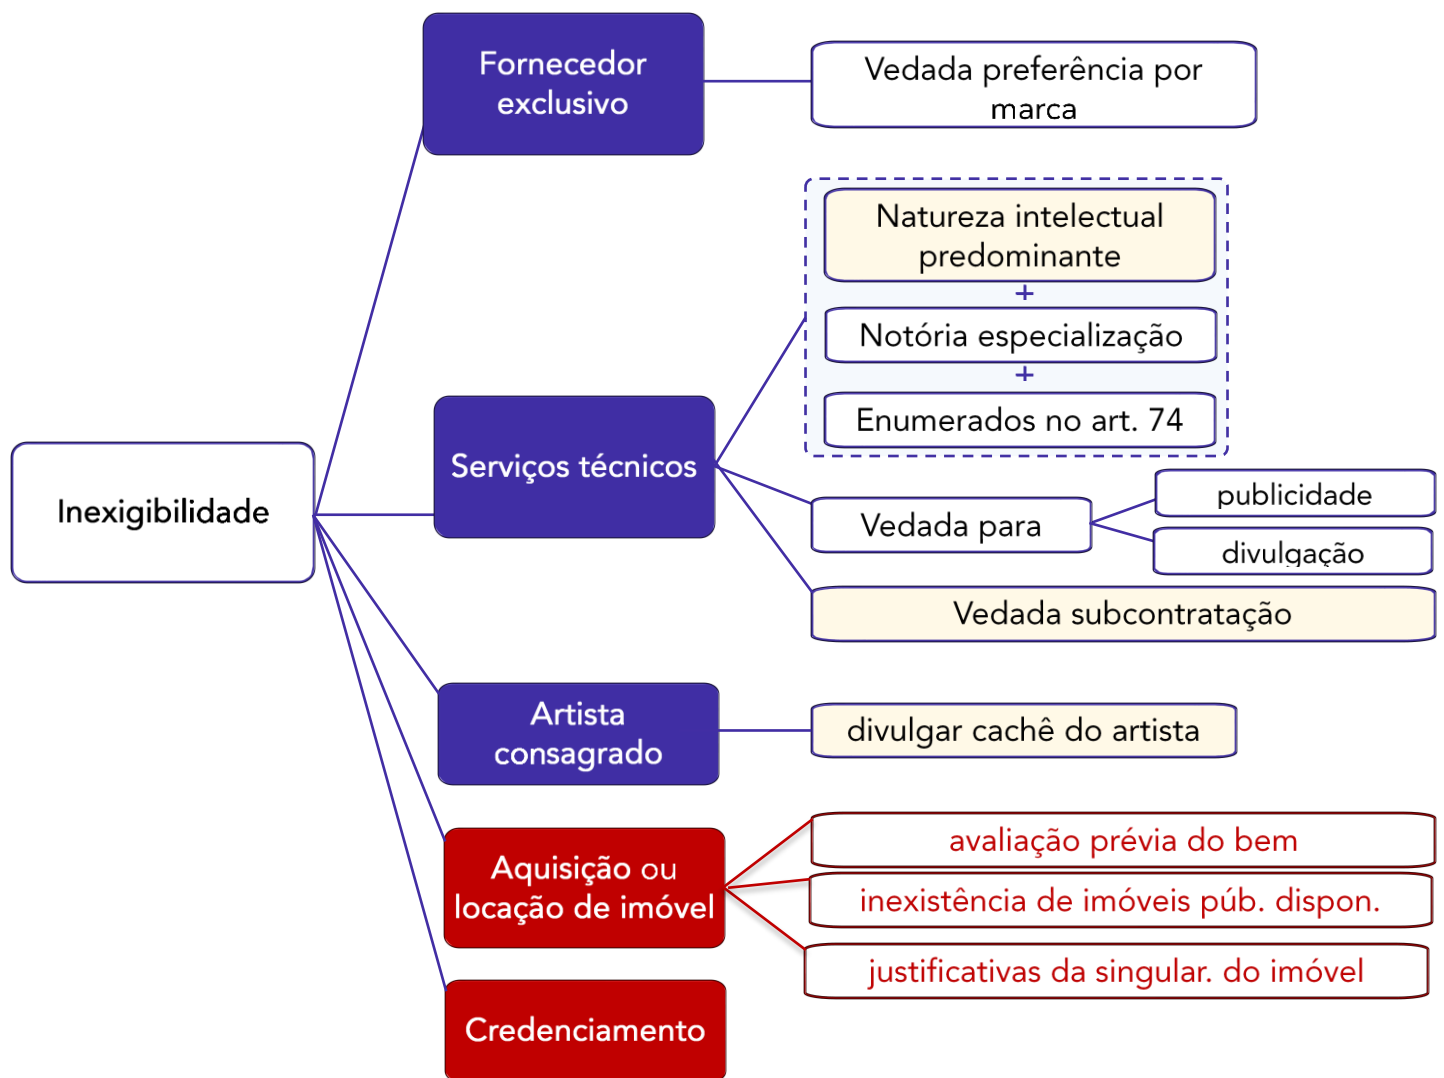 Inexigibilidade
Fornecedor
exclusivo
Vedada preferência por
marca
Serviços técnicos
Natureza intelectual
predominante
+
Notória especialização
+
Enumerados no art. 74
Vedada para
publicidade
divulgação
Vedada subcontratação
Artista
consagrado
divulgar cachê do artista
Aquisição ou
locação de imóvel
avaliação prévia do bem
inexistência de imóveis púb. dispon.
justificativas da singular. do imóvel
Credenciamento